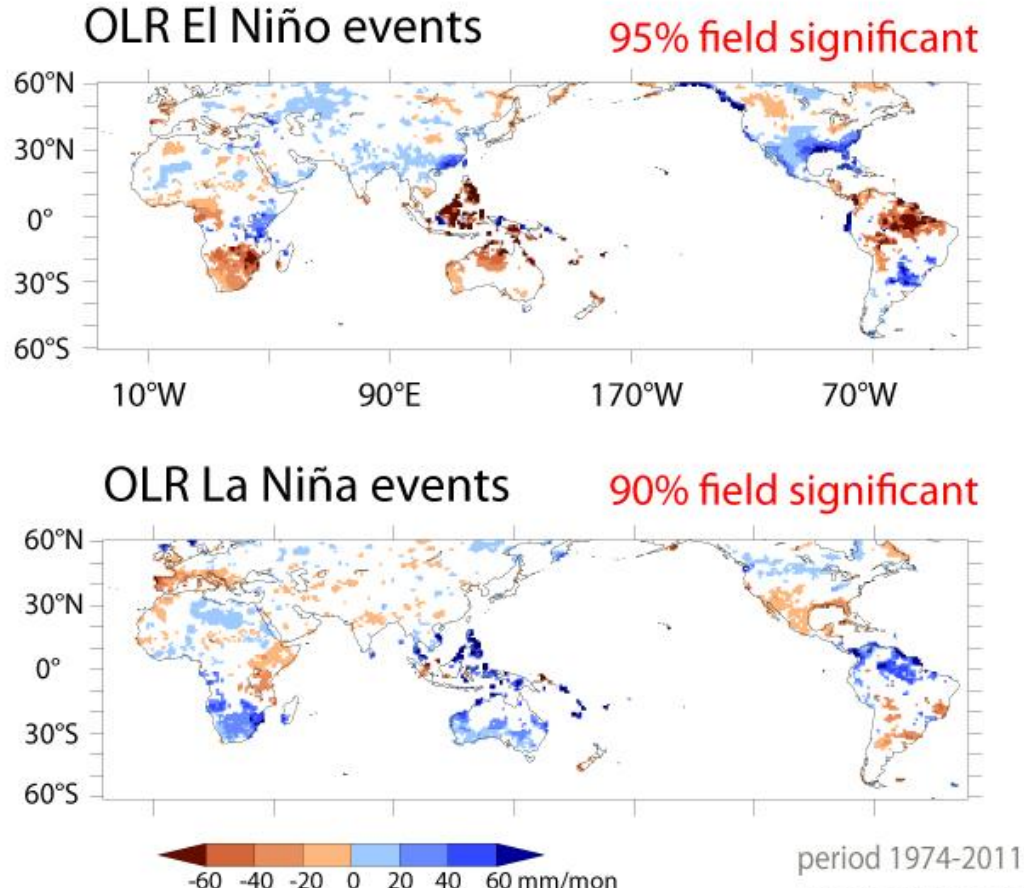 OLR El Niño events
95% field significant
60°N
30°N
0°
30°S
60°S
10°W 90°E 170°W 70°W
OLR La Niña events
90% field significant
60°N
30°N
0°
30°S
60°S
-60 -40 -20 0 20 40 60 mm/mon
period 1974-2011